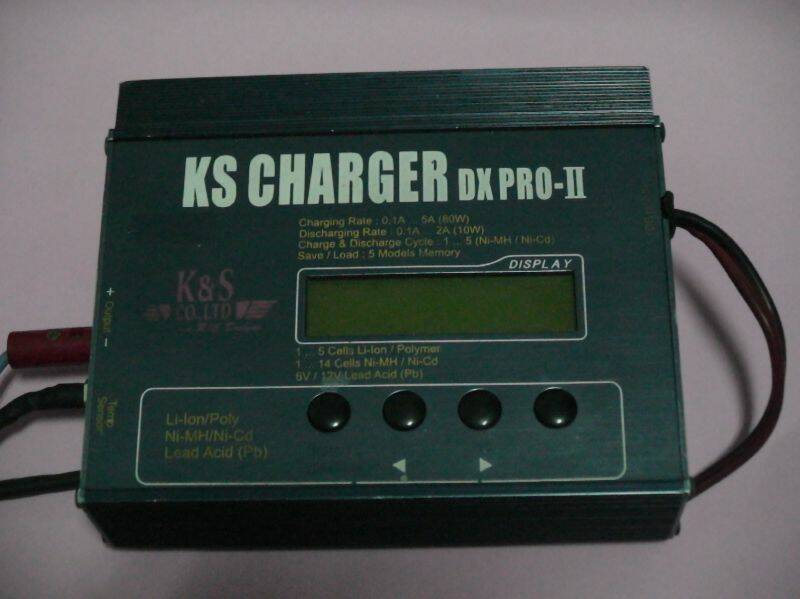 KS CHARGER DX PRO-II
Charging Rate : 0.1A ... 5A (80W)
Discharging Rate : 0.1A ... 2A (10W)
Charge & Discharge Cycle : 1 ... 5 (Ni-MH / Ni-Cd)
Save / Load : 5 Models Memory
DISPLAY
K&S
CO.,LTD
+ Output -
1 ... 5 Cells Li-Ion / Polymer
1 ... 14 Cells Ni-MH / Ni-Cd
6V / 12V Lead Acid (Pb)
Temp
Sensor
Li-Ion/Poly
Ni-MH/Ni-Cd
Lead Acid (Pb)